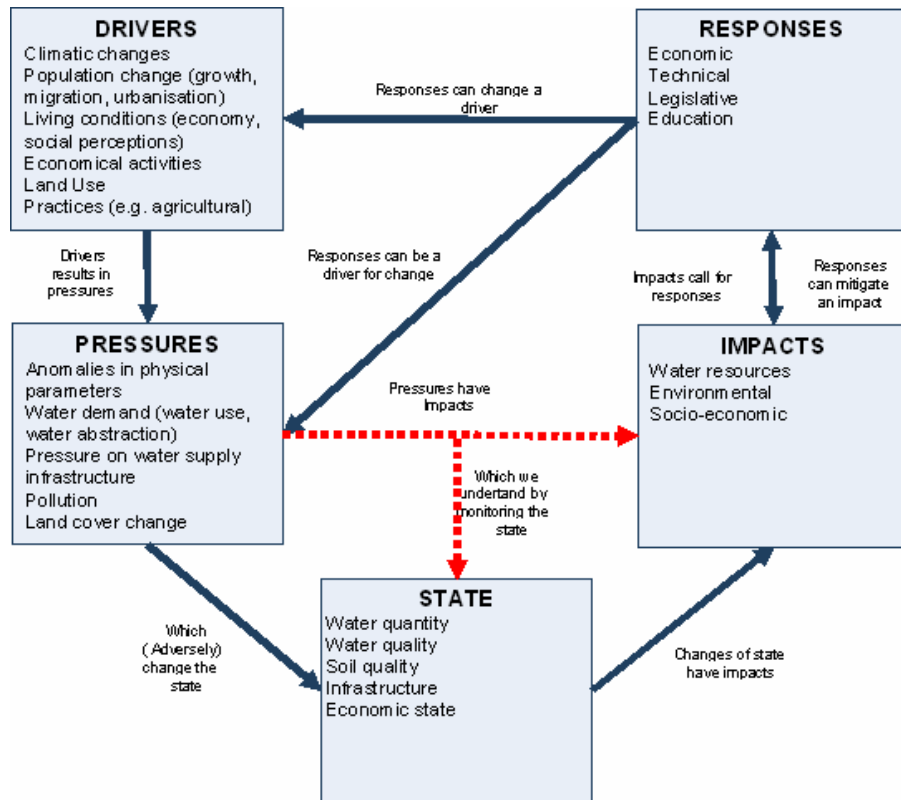 DRIVERS
Climatic changes
Population change (growth,
migration, urbanisation)
Living conditions (economy,
social perceptions)
Economical activities
Land Use
Practices (e.g. agricultural)
Responses can change a
driver
RESPONSES
Economic
Technical
Legislative
Education
Drivers
results in
pressures
Responses can be a
driver for change
Impacts call for
responses
Responses
can mitigate
an impact
PRESSURES
Anomalies in physical
parameters
Water demand (water use,
water abstraction)
Pressure on water supply
infrastructure
Pollution
Land cover change
Pressures have
Impacts
IMPACTS
Water resources
Environmental
Socio-economic
Which we
undertand by
monitoring the
state
Which
( Adversely)
change the
state
STATE
Water quantity
Water quality
Soil quality
Infrastructure
Economic state
Changes of state
have impacts